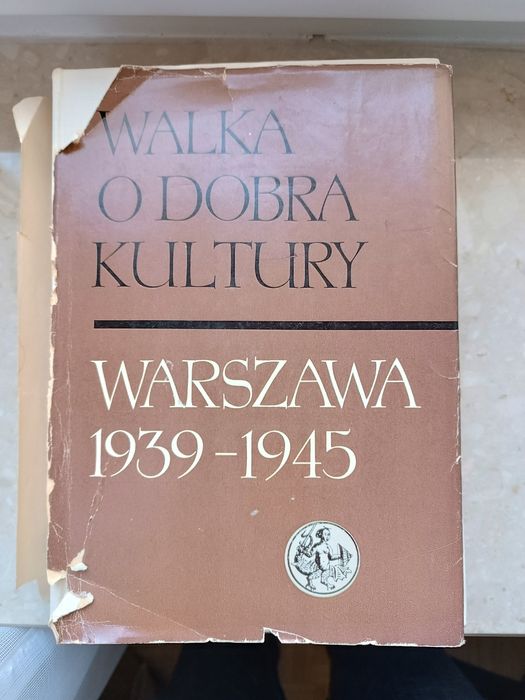 WALKA
O DOBRA
KULTURY
WARSZAWA
1939-1945